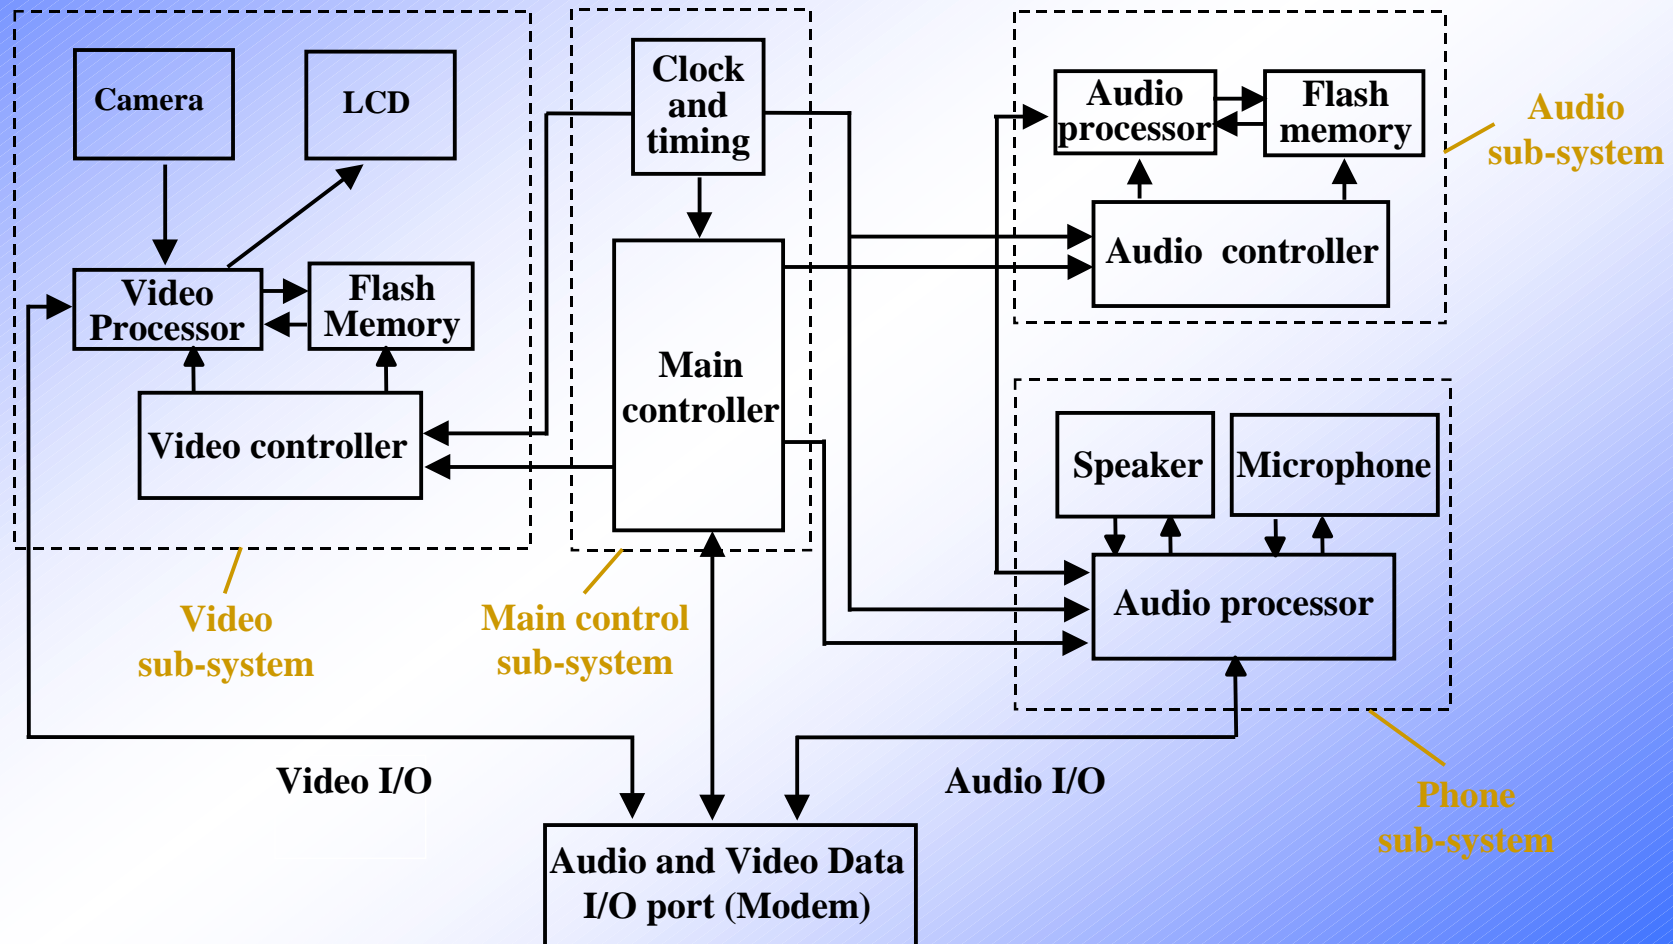 Camera
LCD
Clock
and
timing
Audio
processor
Flash
memory
Audio
sub-system
Audio controller
Video
Processor
Flash
Memory
Main
controller
Video controller
Speaker
Microphone
Audio processor
Video
sub-system
Main control
sub-system
Video I/O
Audio I/O
Phone
sub-system
Audio and Video Data
I/O port (Modem)